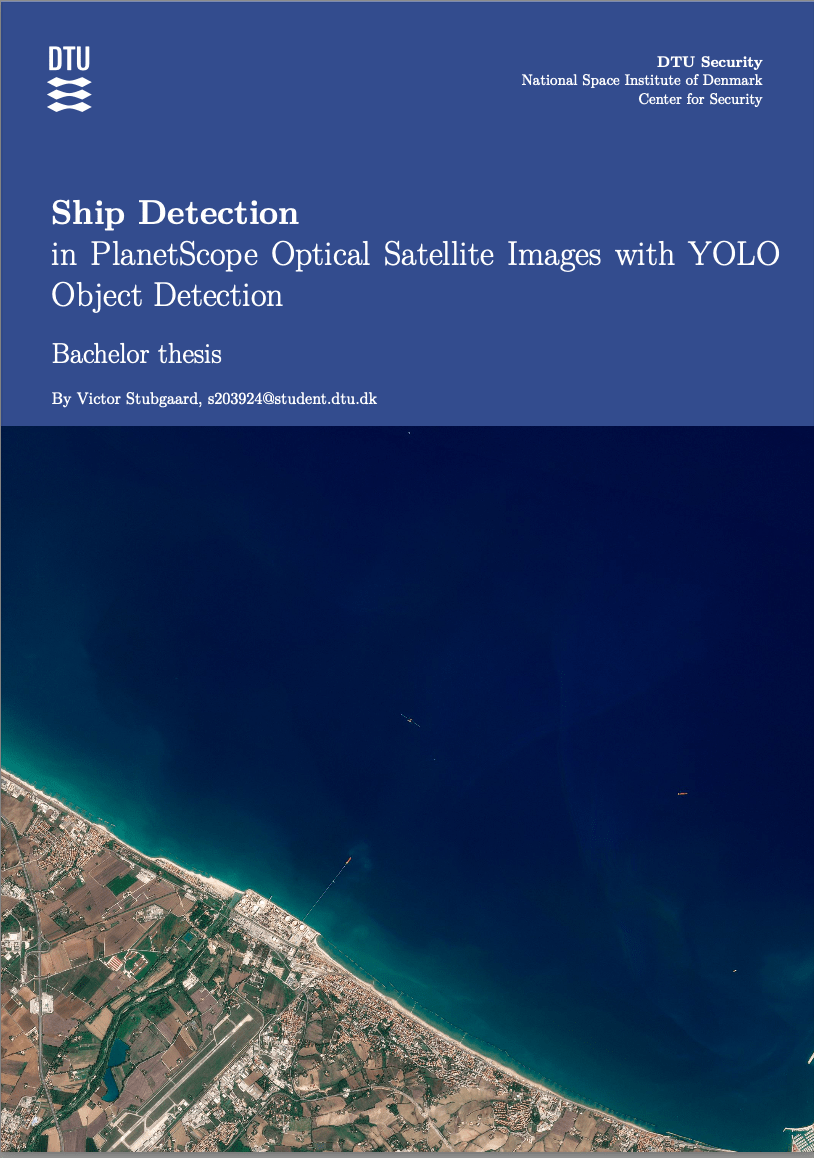 DTU
DTU Security
National Space Institute of Denmark
Center for Security
Ship Detection
in PlanetScope Optical Satellite Images with YOLO
Object Detection
Bachelor thesis
By Victor Stubgaard, s203924@student.dtu.dk